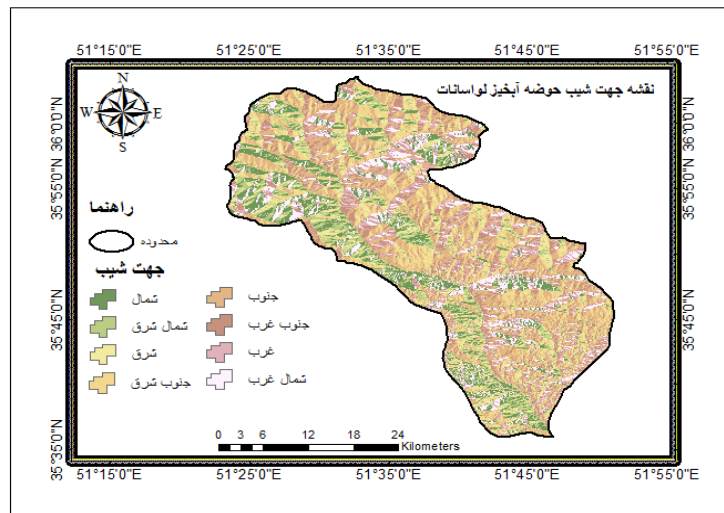 51°15'0"E 51°25'0"E 51°35'0"E 51°45'0"E 51°55'0"E
نقشه جهت شیب حوضه آبخیز لواسانات
N
W E
S
36°0'0"N 36°0'0"N
35°55'0"N 35°55'0"N
راهنما
محدوده
جهت شیب
شمال جنوب
شمال شرق جنوب غرب
شرق غرب
جنوب شرق شمال غرب
35°45'0"N 35°45'0"N
35°35'0"N 35°35'0"N
0 3 6 12 18 24
Kilometers
51°15'0"E 51°25'0"E 51°35'0"E 51°45'0"E 51°55'0"E